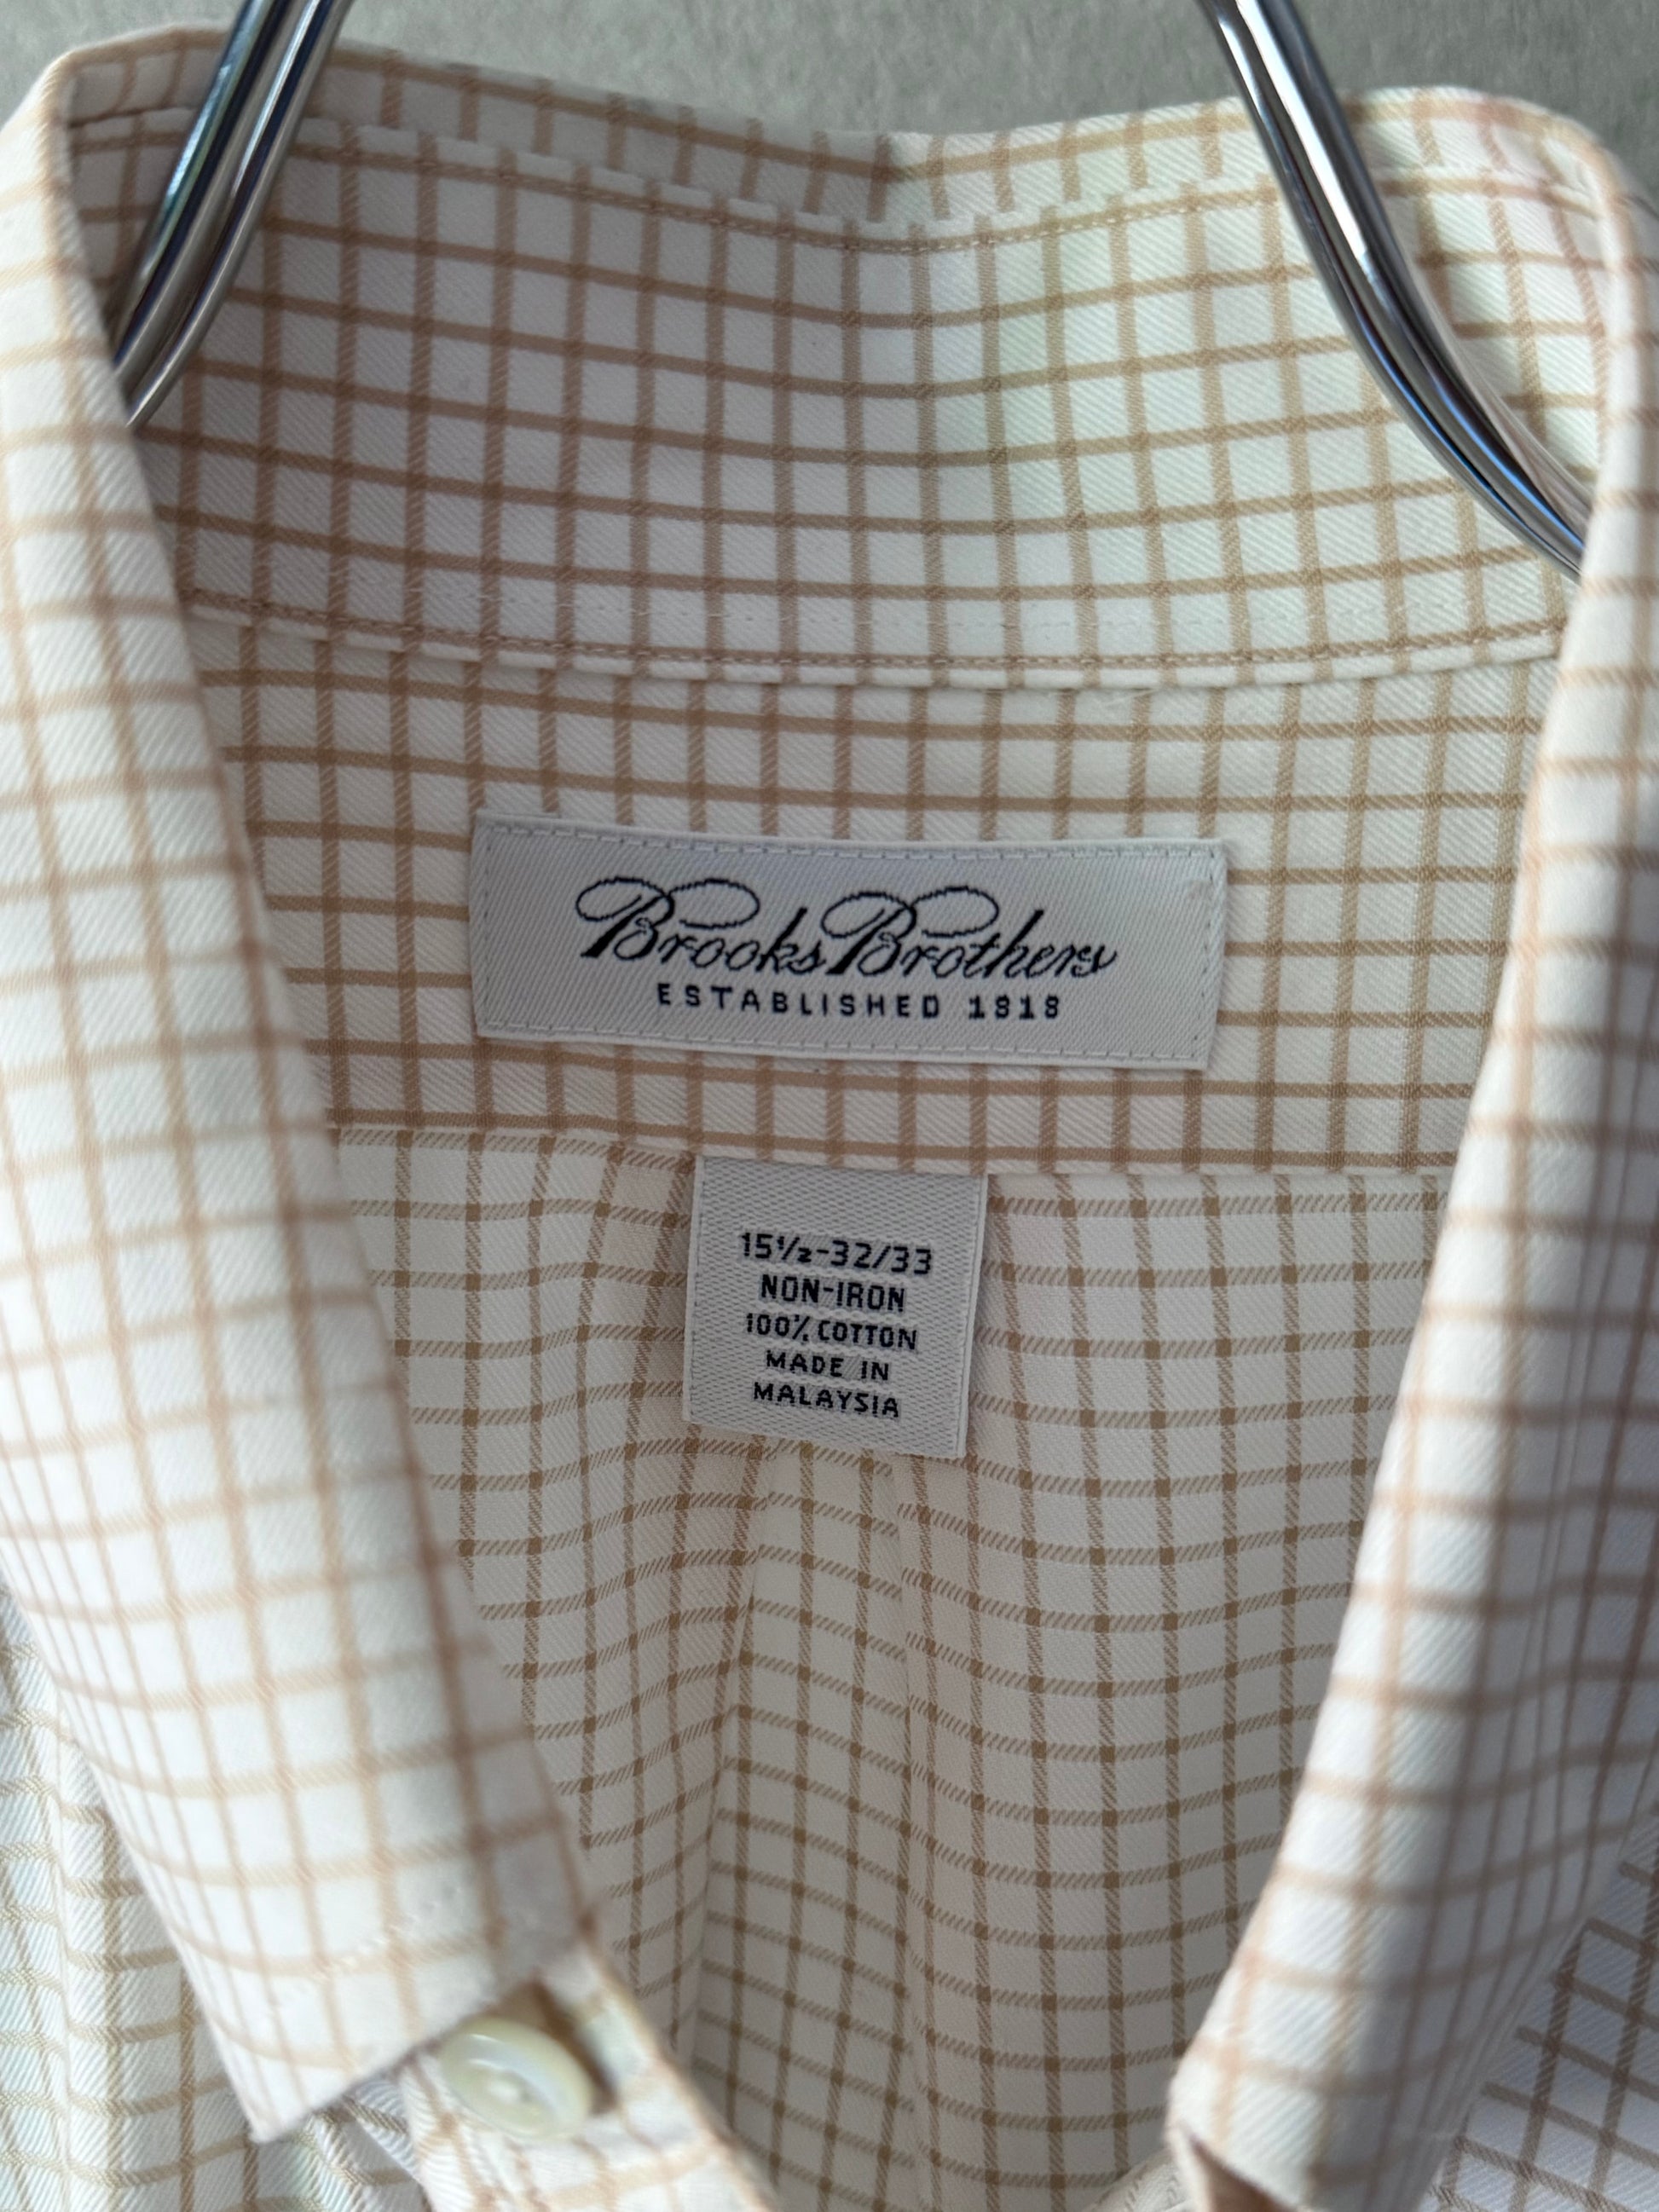 Brooks Brothers
ESTABLISHED 1818
15½-32/33
NON-IRON
100% COTTON
MADE IN
MALAYSIA